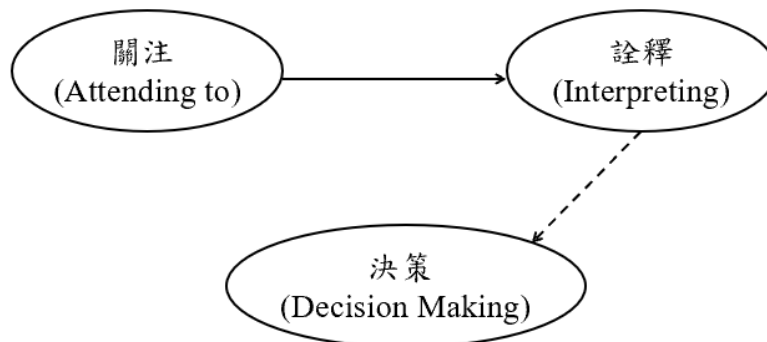 關注
(Attending to)
詮釋
(Interpreting)
決策
(Decision Making)